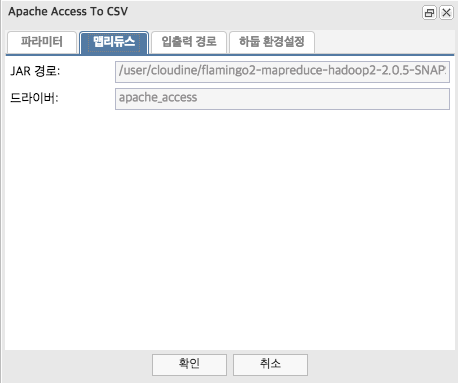 Apache Access To CSV
파라미터 맵리듀스 입출력 경로 하둡 환경설정
JAR 경로: /user/cloudine/flamingo2-mapreduce-hadoop2-2.0.5-SNAP
드라이버: apache_access
확인 취소